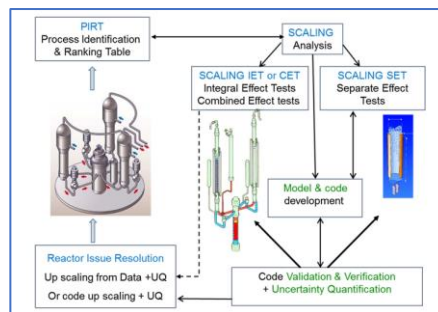 PIRT
Process Identification
& Ranking Table
SCALING
Analysis
SCALING IET or CET
Integral Effect Tests
Combined Effect tests
SCALING SET
Separate Effect
Tests
Model & code
development
Reactor Issue Resolution
Up scaling from Data +UQ
Or code up scaling + UQ
Code Validation & Verification
+ Uncertainty Quantification